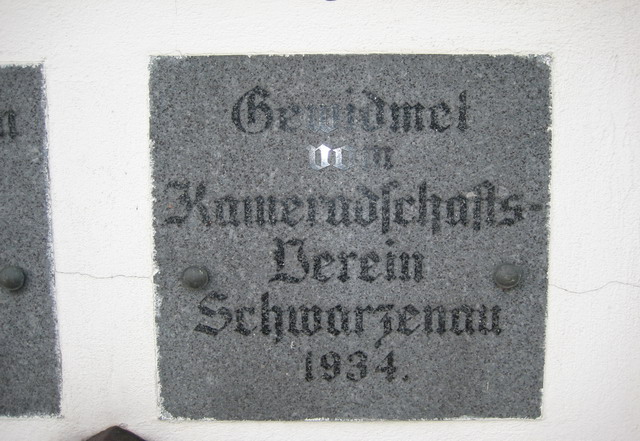 Gewidmet
vom
Kameradschafts-
Verein
Schwarzenau
1934.